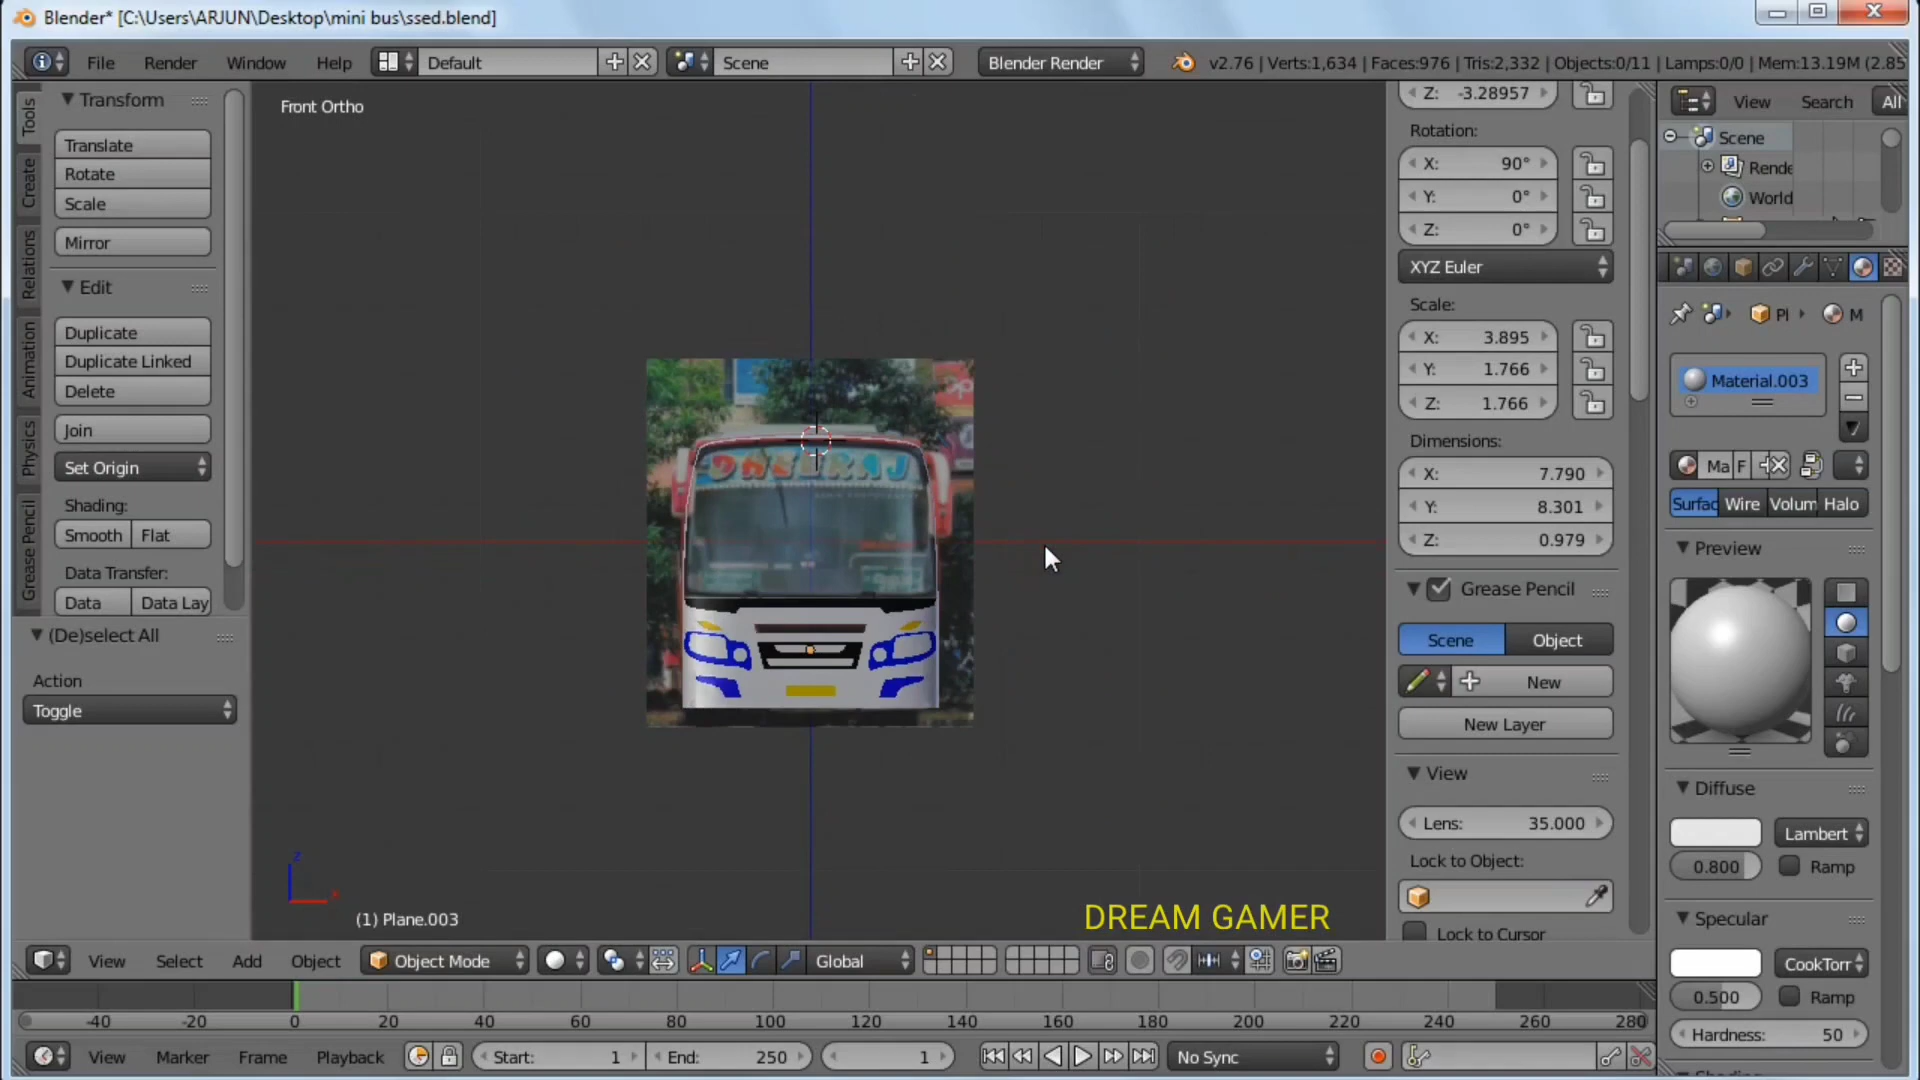 Blender* [C:\Users\ARJUN\Desktop\mini bus\ssed.blend]
File Render Window Help Default Scene Blender Render v2.76 | Verts:1,634 | Faces:976 | Tris:2,332 | Objects:0/11 | Lamps:0/0 | Mem:13.19M (2.85
Tools
Create
Relations
Animation
Physics
Grease Pencil
Transform
Translate
Rotate
Scale
Mirror
Edit
Duplicate
Duplicate Linked
Delete
Join
Set Origin
Shading:
Smooth Flat
Data Transfer:
Data Data Lay
(De)select All
Action
Toggle
Front Ortho
DHEERAJ
z
x
(1) Plane.003
DREAM GAMER
Z: -3.28957
Rotation:
X: 90°
Y: 0°
Z: 0°
XYZ Euler
Scale:
X: 3.895
Y: 1.766
Z: 1.766
Dimensions:
X: 7.790
Y: 8.301
Z: 0.979
Grease Pencil
Scene Object
New
New Layer
View
Lens: 35.000
Lock to Object:
Lock to Cursor
View Search All
Scene
Rende
World
Pl M
Material.003
Ma F
Surfac Wire Volum Halo
Preview
Diffuse
Lambert
0.800 Ramp
Specular
CookTorr
0.500 Ramp
Hardness: 50
View Select Add Object Object Mode Global
-40 -20 0 20 40 60 80 100 120 140 160 180 200 220 240 260 280
View Marker Frame Playback Start: 1 End: 250 1 No Sync